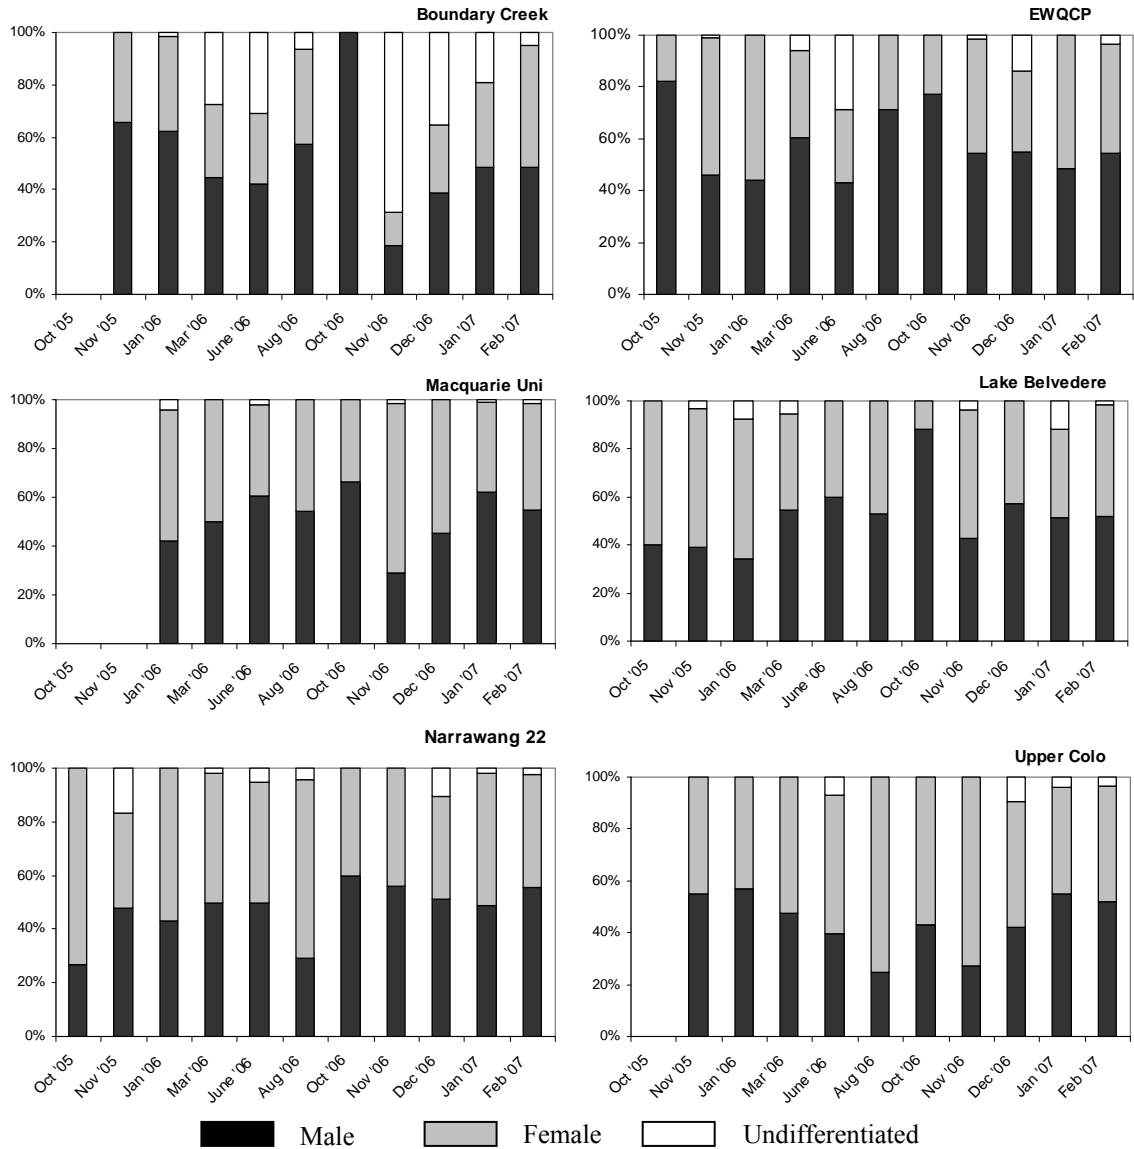 Boundary Creek
100%
80%
60%
40%
20%
0%
Oct '05 Nov '05 Jan '06 Mar '06 June '06 Aug '06 Oct '06 Nov '06 Dec '06 Jan '07 Feb '07
EWQCP
100%
80%
60%
40%
20%
0%
Oct '05 Nov '05 Jan '06 Mar '06 June '06 Aug '06 Oct '06 Nov '06 Dec '06 Jan '07 Feb '07
Macquarie Uni
100%
80%
60%
40%
20%
0%
Oct '05 Nov '05 Jan '06 Mar '06 June '06 Aug '06 Oct '06 Nov '06 Dec '06 Jan '07 Feb '07
Lake Belvedere
100%
80%
60%
40%
20%
0%
Oct '05 Nov '05 Jan '06 Mar '06 June '06 Aug '06 Oct '06 Nov '06 Dec '06 Jan '07 Feb '07
Narrawang 22
100%
80%
60%
40%
20%
0%
Oct '05 Nov '05 Jan '06 Mar '06 June '06 Aug '06 Oct '06 Nov '06 Dec '06 Jan '07 Feb '07
Upper Colo
100%
80%
60%
40%
20%
0%
Oct '05 Nov '05 Jan '06 Mar '06 June '06 Aug '06 Oct '06 Nov '06 Dec '06 Jan '07 Feb '07
Male Female Undifferentiated